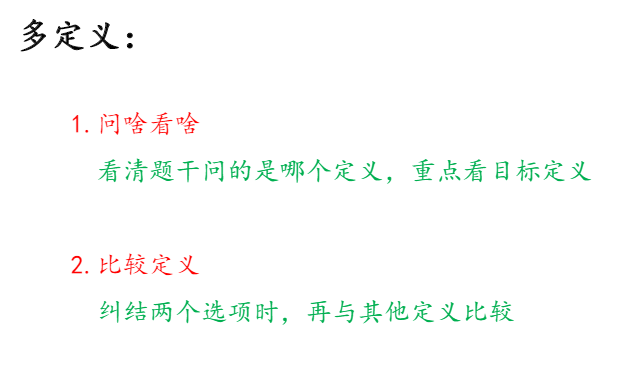 多定义：
1.问啥看啥
看清题干问的是哪个定义，重点看目标定义
2.比较定义
纠结两个选项时，再与其他定义比较